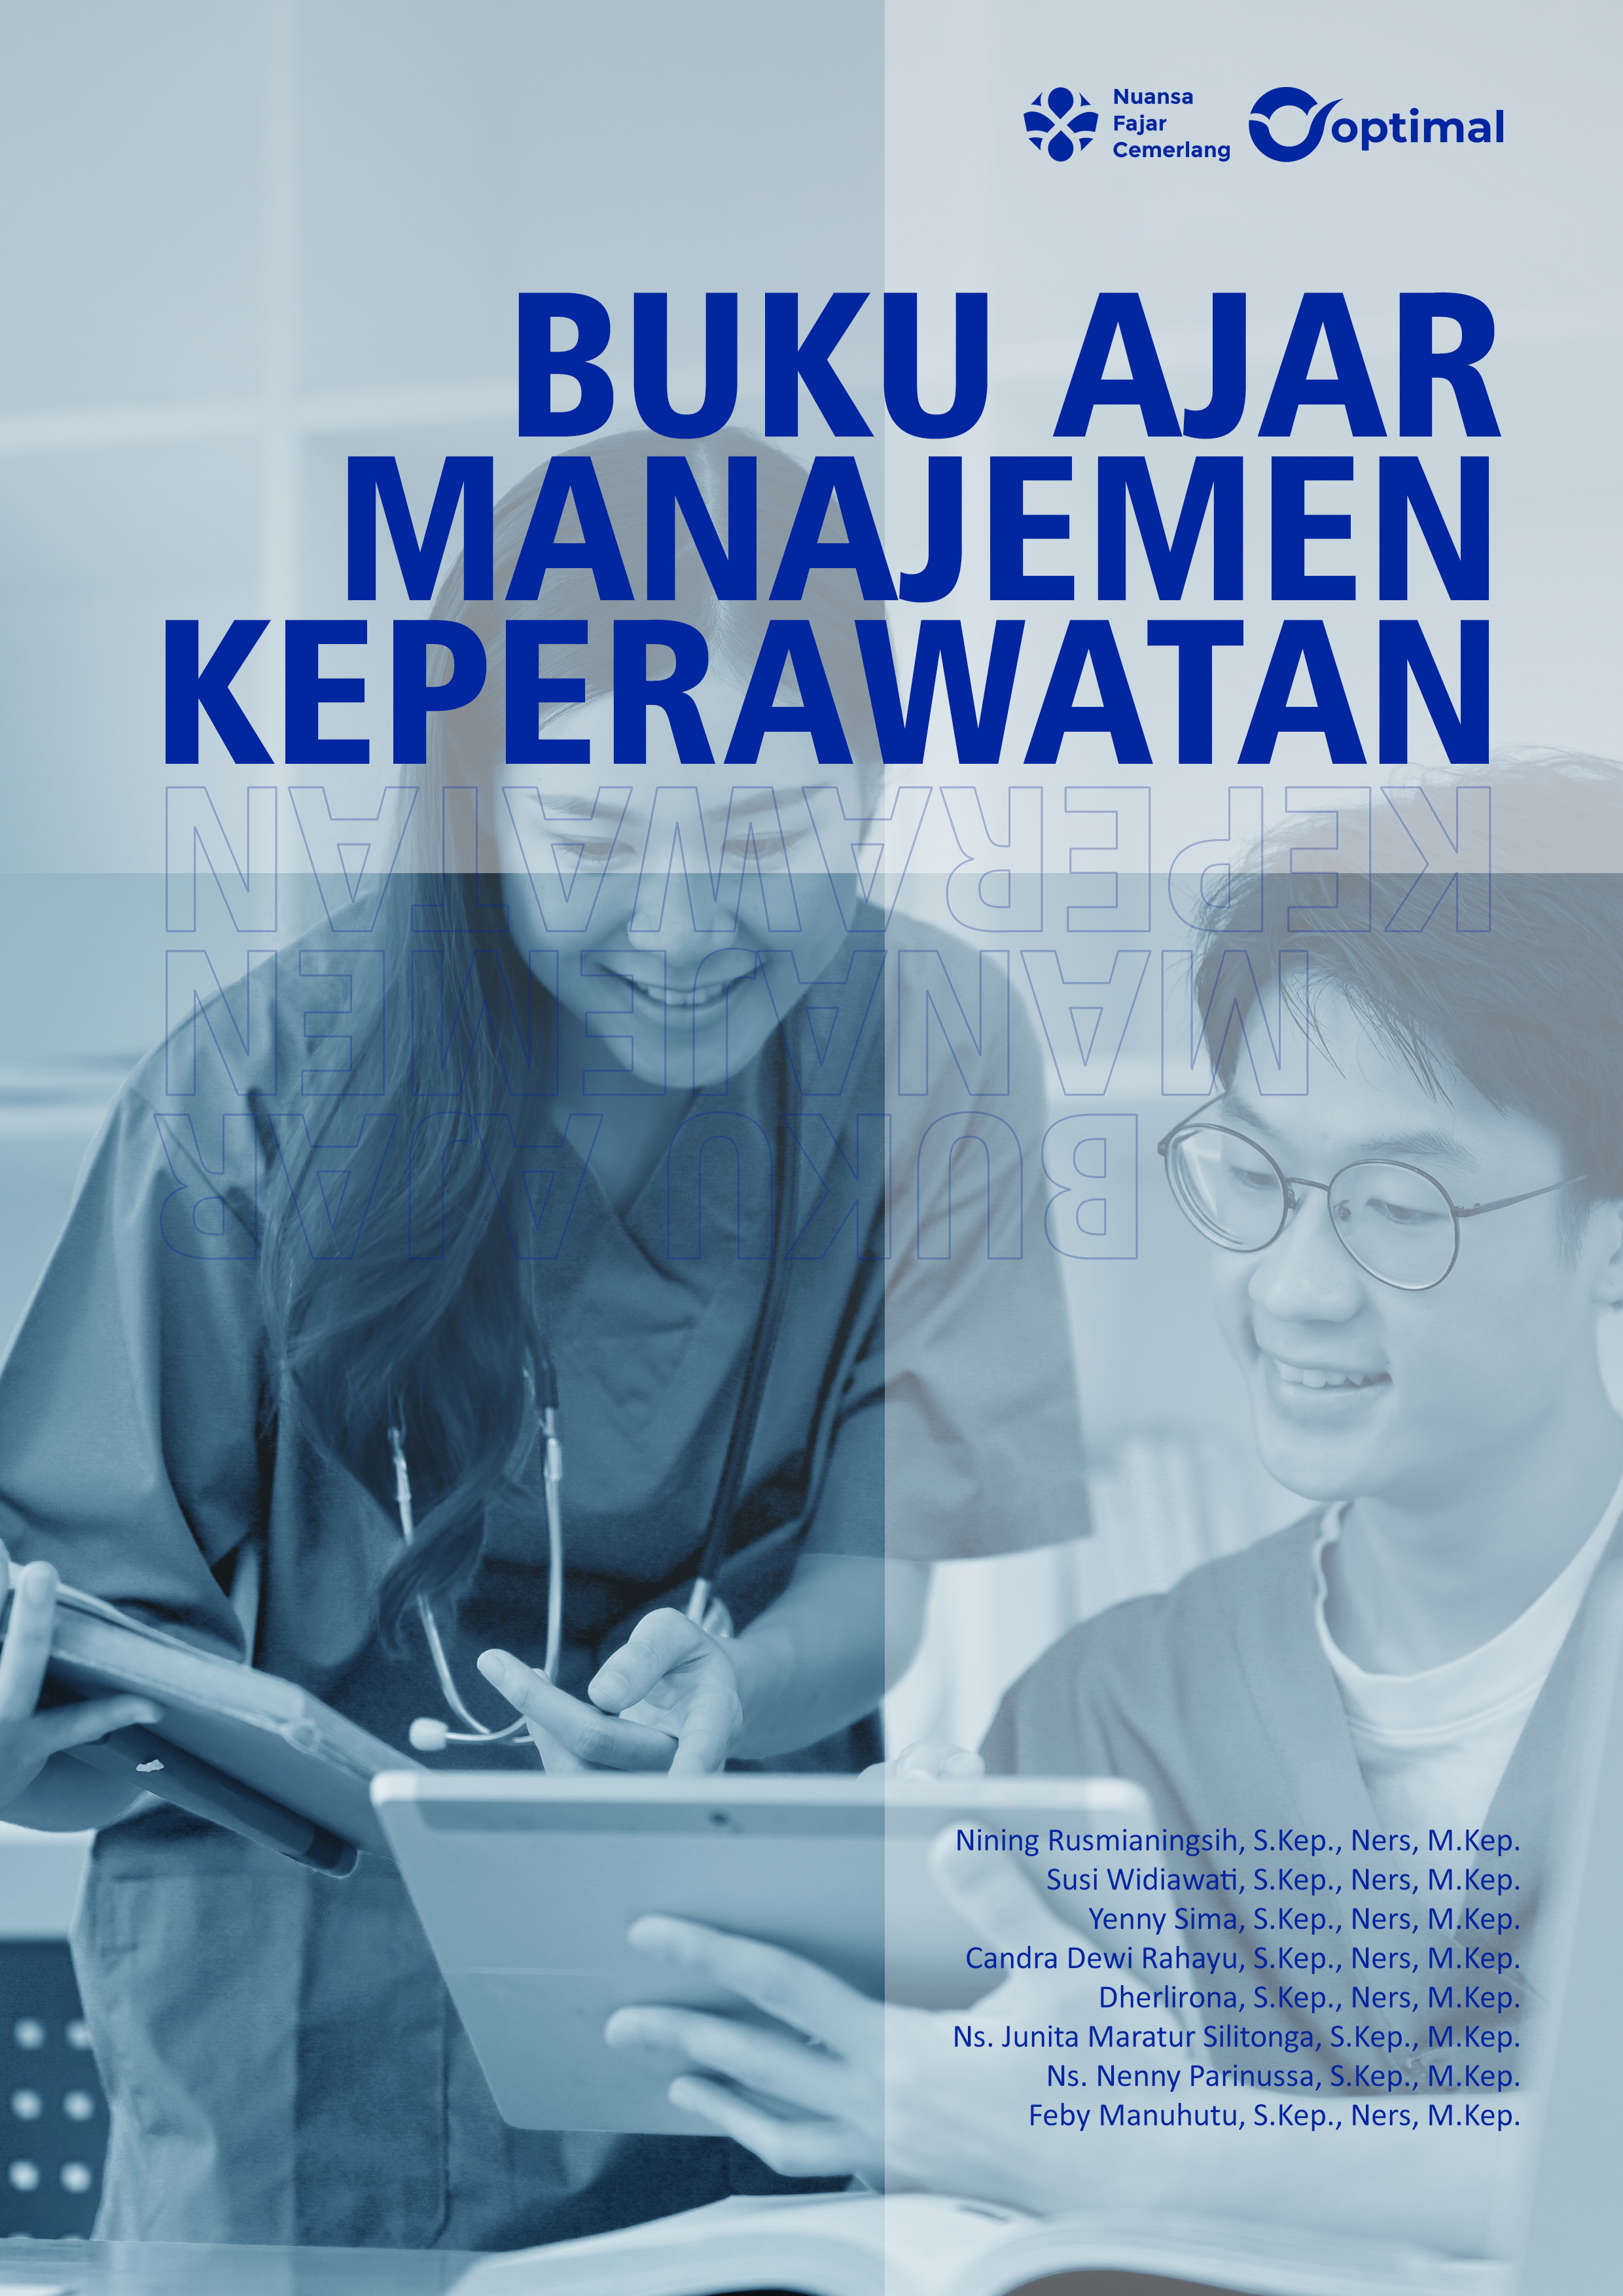 Nuansa
Fajar
Cemerlang
optimal
BUKU AJAR
MANAJEMEN
KEPERAWATAN
KEPERAWATAN
MANAJEMEN
BUKU AJAR
Nining Rusmianingsih, S.Kep., Ners, M.Kep.
Susi Widiawati, S.Kep., Ners, M.Kep.
Yenny Sima, S.Kep., Ners, M.Kep.
Candra Dewi Rahayu, S.Kep., Ners, M.Kep.
Dherlirona, S.Kep., Ners, M.Kep.
Ns. Junita Maratur Silitonga, S.Kep., M.Kep.
Ns. Nenny Parinussa, S.Kep., M.Kep.
Feby Manuhutu, S.Kep., Ners, M.Kep.